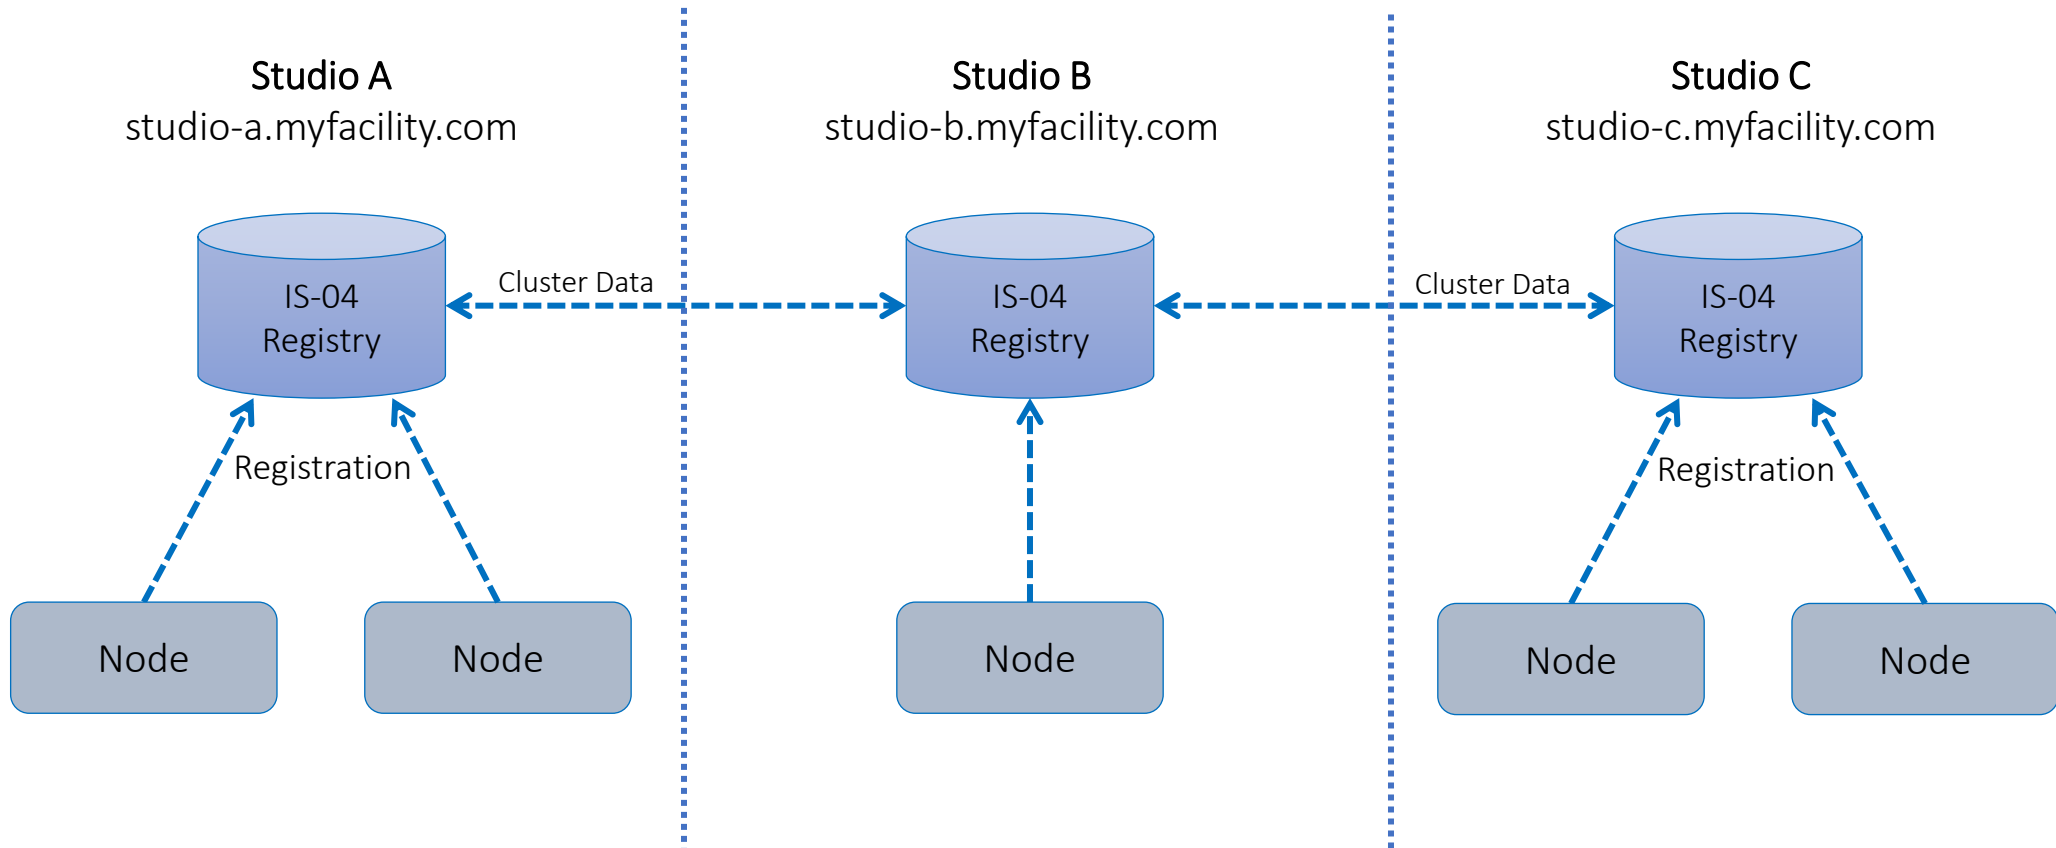 Studio A
studio-a.myfacility.com
Studio B
studio-b.myfacility.com
Studio C
studio-c.myfacility.com
IS-04
Registry
Cluster Data
IS-04
Registry
Cluster Data
IS-04
Registry
Registration
Registration
Node
Node
Node
Node
Node